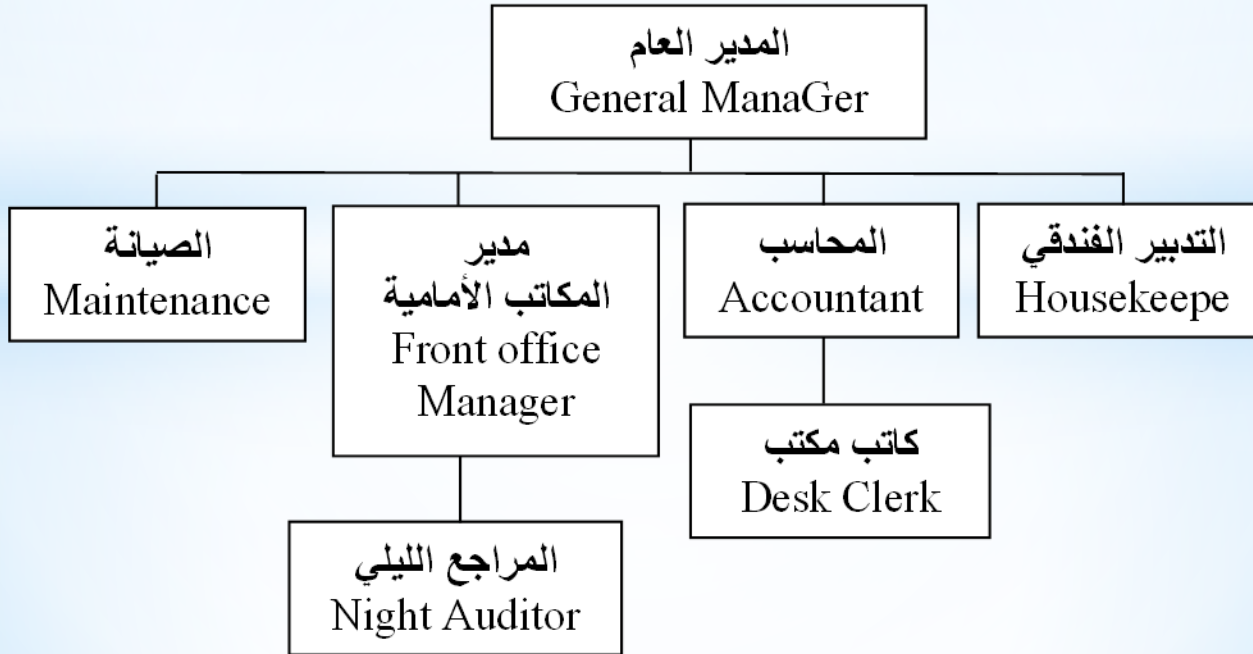 المدير العام
General ManaGer
الصيانة
Maintenance
مدير
المكاتب الأمامية
Front office
Manager
المحاسب
Accountant
التدبير الفندقي
Housekeepe
كاتب مكتب
Desk Clerk
المراجع الليلي
Night Auditor